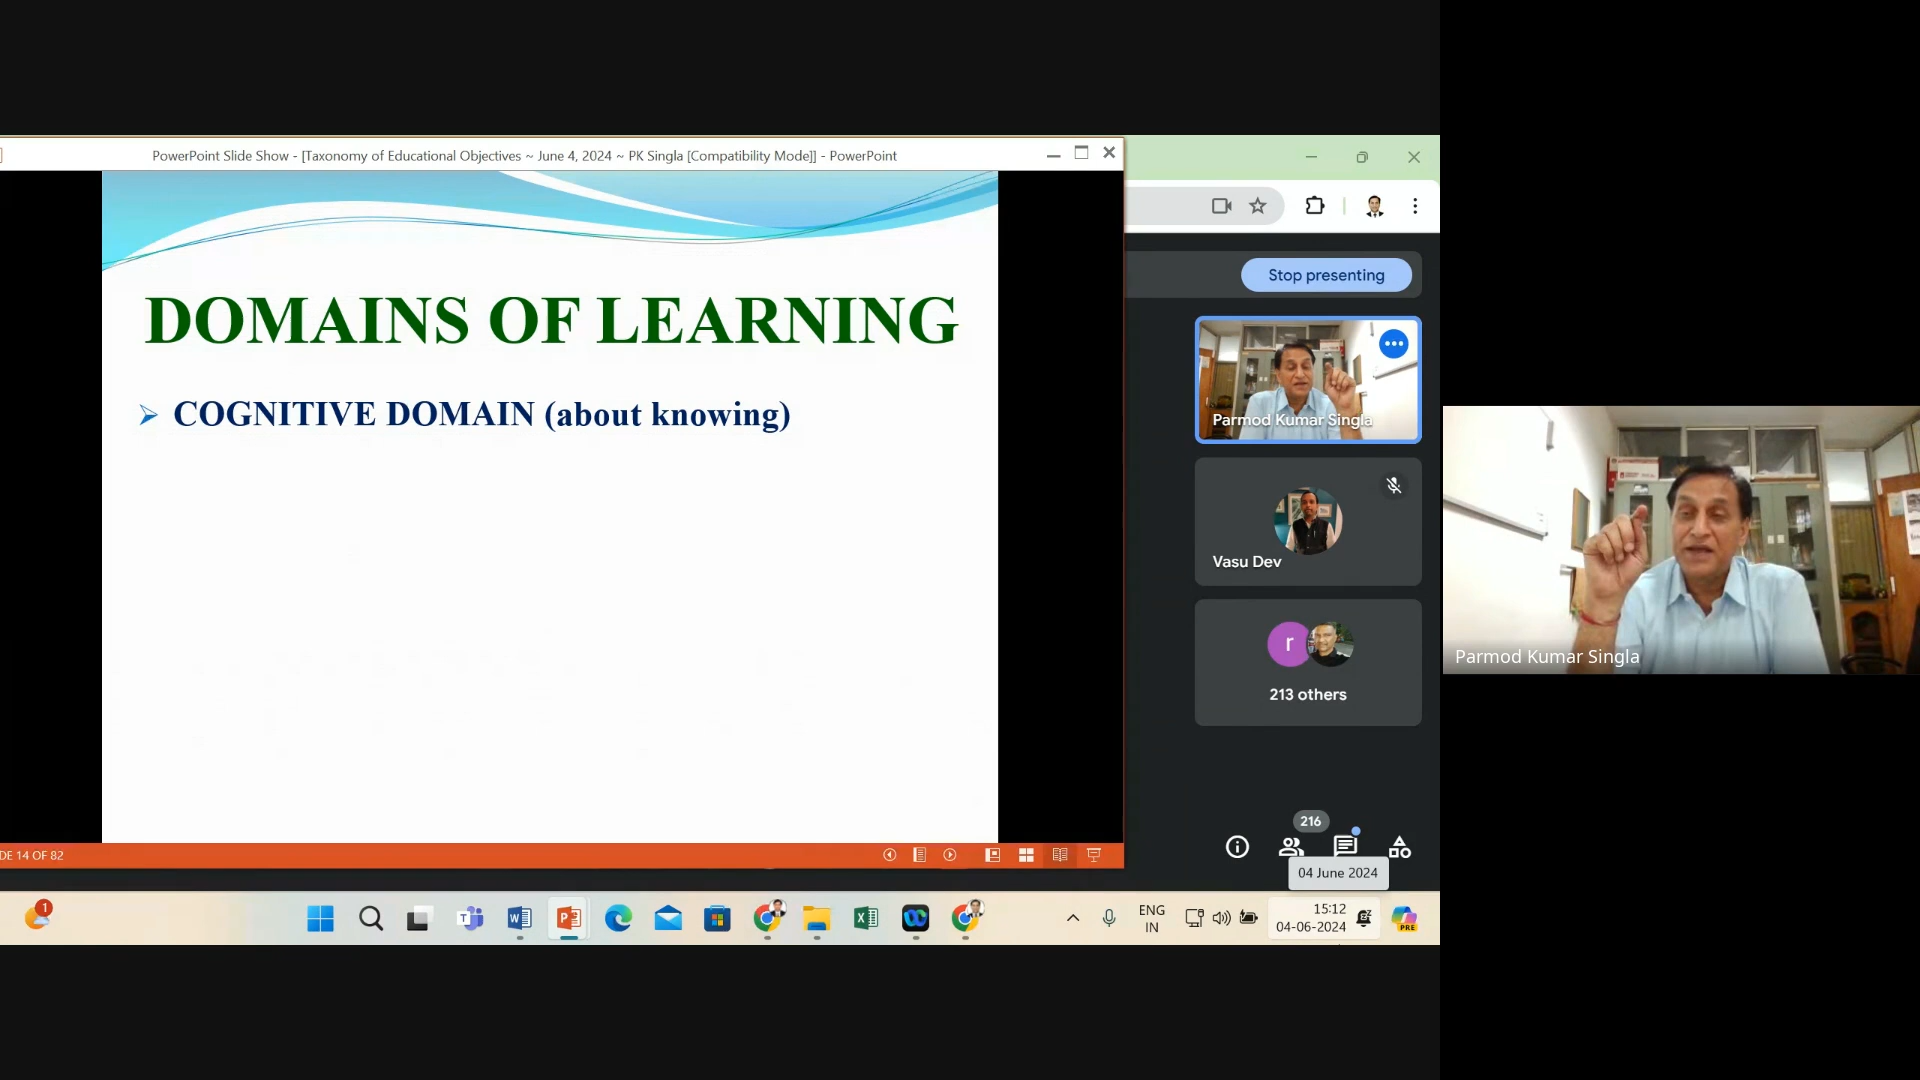 PowerPoint Slide Show - [Taxonomy of Educational Objectives ~ June 4, 2024 ~ PK Singla [Compatibility Mode]] - PowerPoint
DOMAINS OF LEARNING
COGNITIVE DOMAIN (about knowing)
DE 14 OF 82
Stop presenting
Parmod Kumar Singla
Vasu Dev
r
213 others
216
04 June 2024
1
ENG
IN
15:12
04-06-2024
PRE
Parmod Kumar Singla